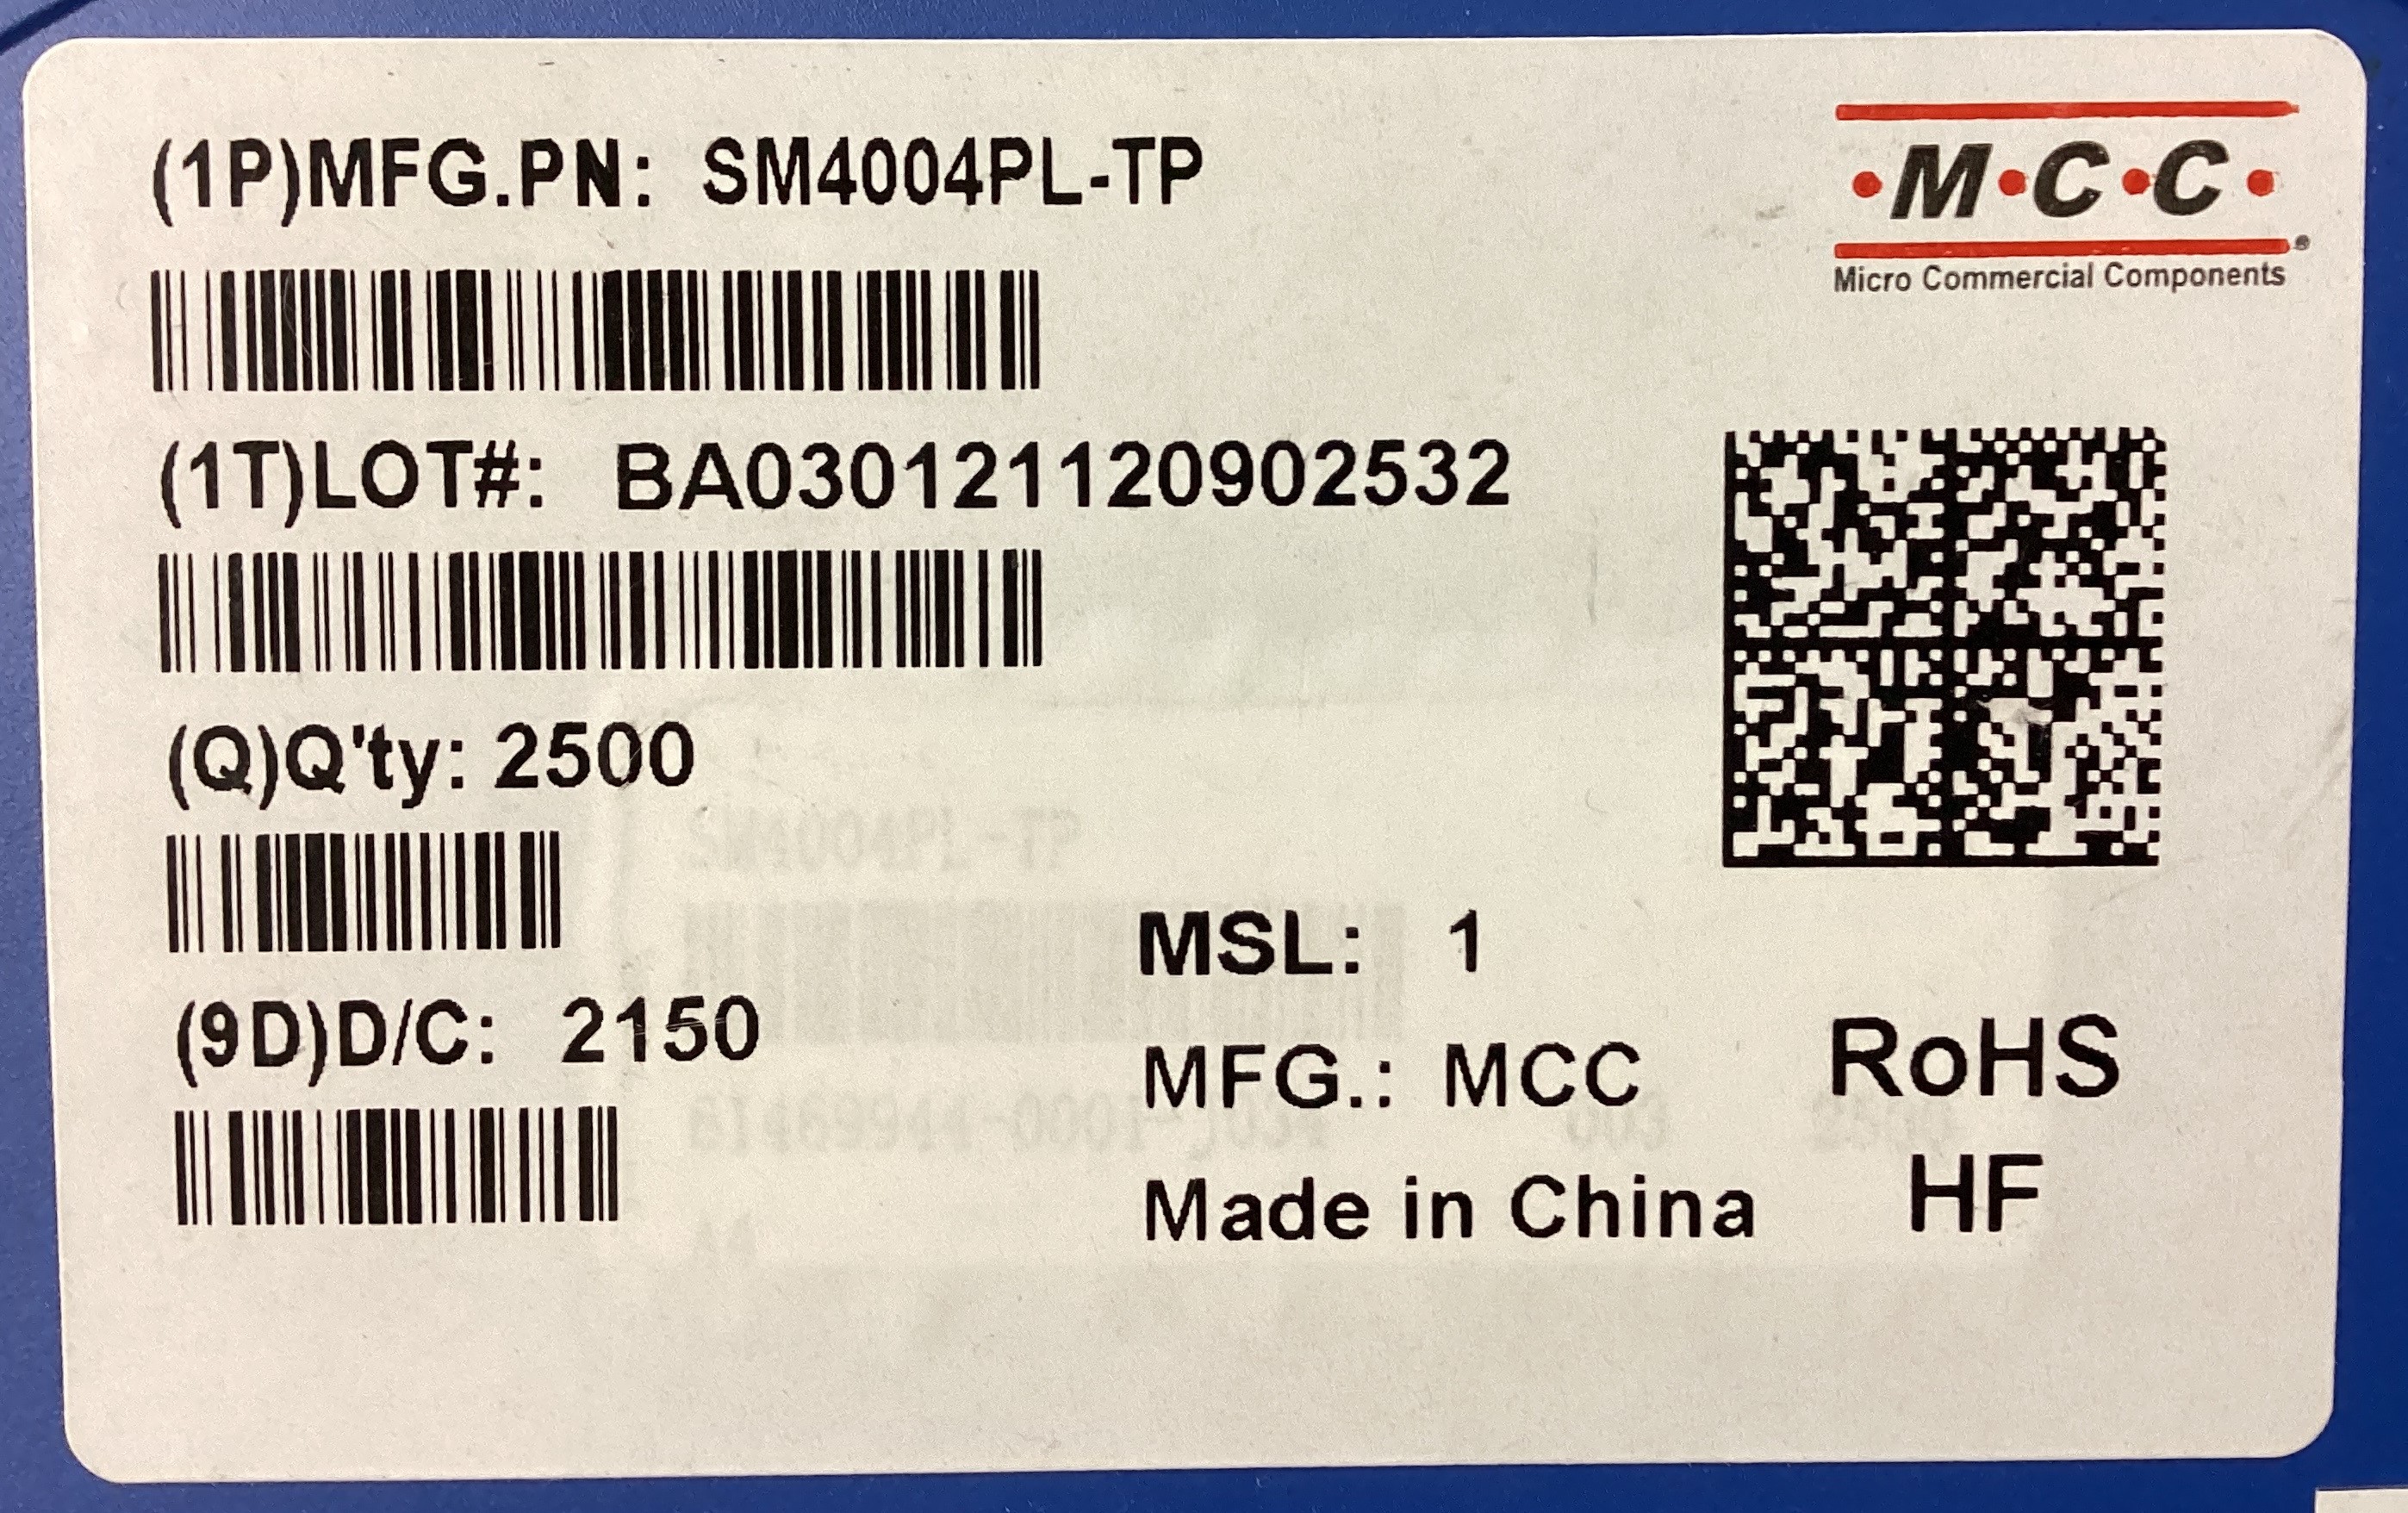 (1P)MFG.PN: SM4004PL-TP
·M·C·C·
®
Micro Commercial Components
(1T)LOT#: BA0301211120902532
(Q)Q'ty: 2500
(9D)D/C: 2150
MSL: 1
MFG.: MCC
RoHS
Made in China
HF